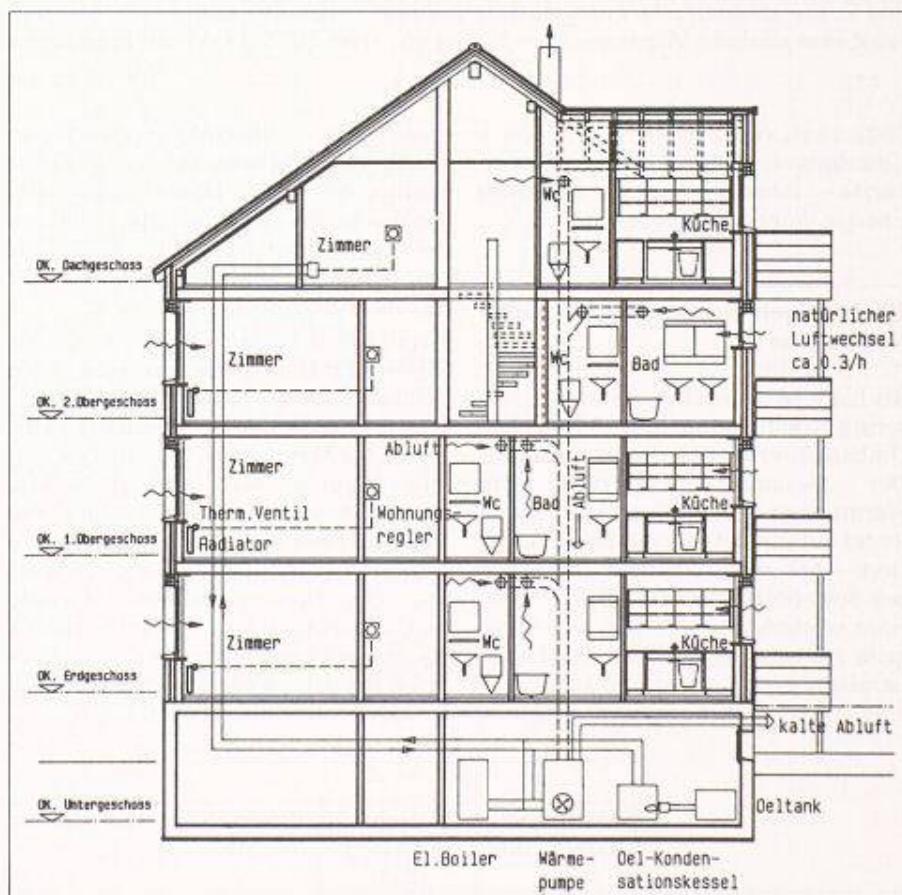 Wc
Küche
Zimmer
OK. Dachgeschoss
natürlicher
Luftwechsel
ca.0.3/h
Zimmer
Wc
Bad
OK. 2.Obergeschoss
Abluft
Zimmer
Therm.Ventil
Wohnungs-
regler
Wc
Bad
Abluft
Küche
OK. 1.Obergeschoss
Radiator
Zimmer
Wc
Küche
OK. Erdgeschoss
kalte Abluft
OK. Untergeschoss
Oeltank
El.Boiler
Wärme-
pumpe
Oel-Konden-
sationskessel